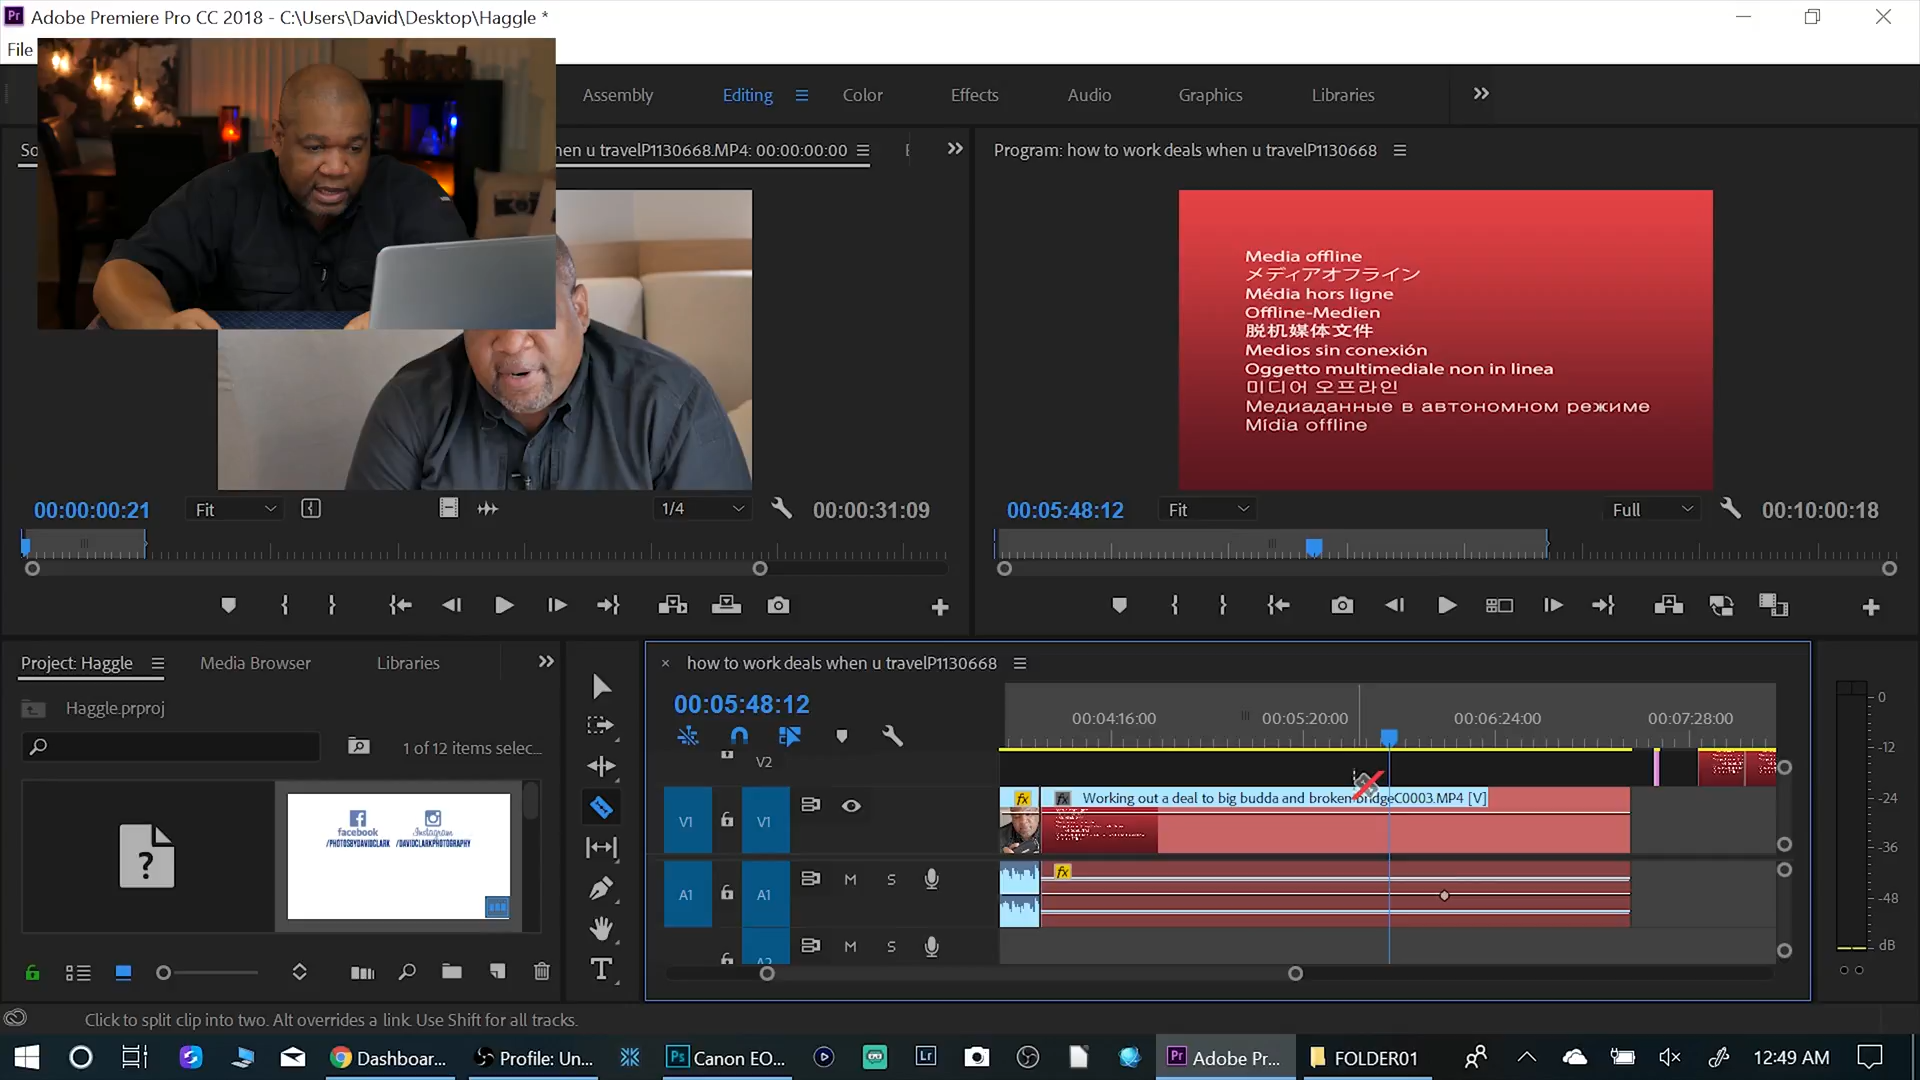 Adobe Premiere Pro CC 2018 - C:\Users\David\Desktop\Haggle *
File
Assembly
Editing
Color
Effects
Audio
Graphics
Libraries
So
hen u travelP1130668.MP4: 00:00:00:00
Program: how to work deals when u travelP1130668
Media offline
メディアオフライン
Média hors ligne
Offline-Medien
脱机媒体文件
Medios sin conexión
Oggetto multimediale non in linea
미디어 오프라인
Медиаданные в автономном режиме
Mídia offline
00:00:00:21
Fit
1/4
00:00:31:09
00:05:48:12
Fit
Full
00:10:00:18
Project: Haggle
Media Browser
Libraries
Haggle.prproj
1 of 12 items selec...
facebook
/PHOTOSBYDAVIDCLARK
Instagram
/DAVIDCLARKPHOTOGRAPHY
how to work deals when u travelP1130668
00:05:48:12
00:04:16:00
00:05:20:00
00:06:24:00
00:07:28:00
V2
V1
V1
fx
fx
Working out a deal to big budda and broken bridgeC0003.MP4 [V]
A1
A1
M
S
fx
A2
M
S
0
-12
-24
-36
-48
dB
Click to split clip into two. Alt overrides a link. Use Shift for all tracks.
Dashboar...
Profile: Un...
Ps
Canon EO...
Lr
Pr
Adobe Pr...
FOLDER01
12:49 AM